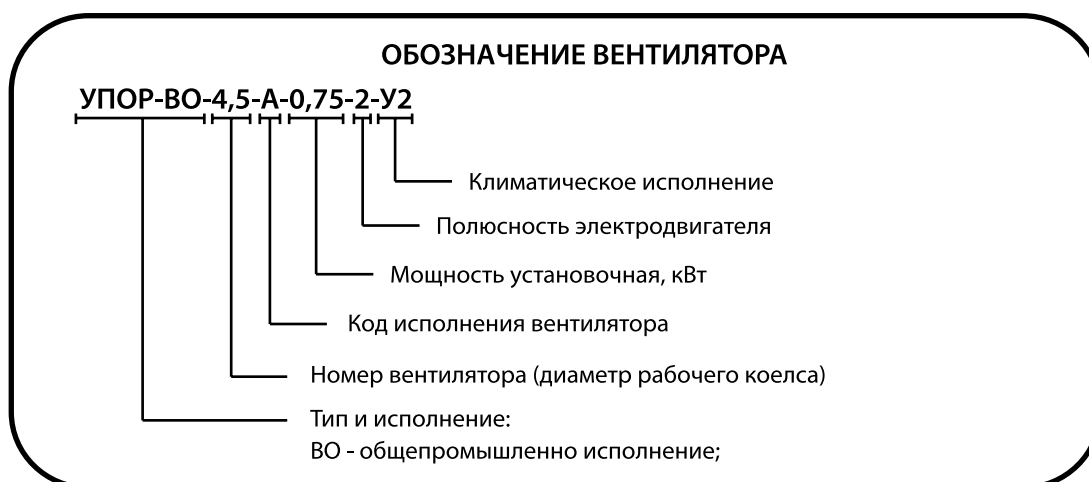 ОБОЗНАЧЕНИЕ ВЕНТИЛЯТОРА
УПОР-ВО-4,5-А-0,75-2-У2
Климатическое исполнение
Полюсность электродвигателя
Мощность установочная, кВт
Код исполнения вентилятора
Номер вентилятора (диаметр рабочего коелса)
Тип и исполнение:
ВО - общепромышленно исполнение;